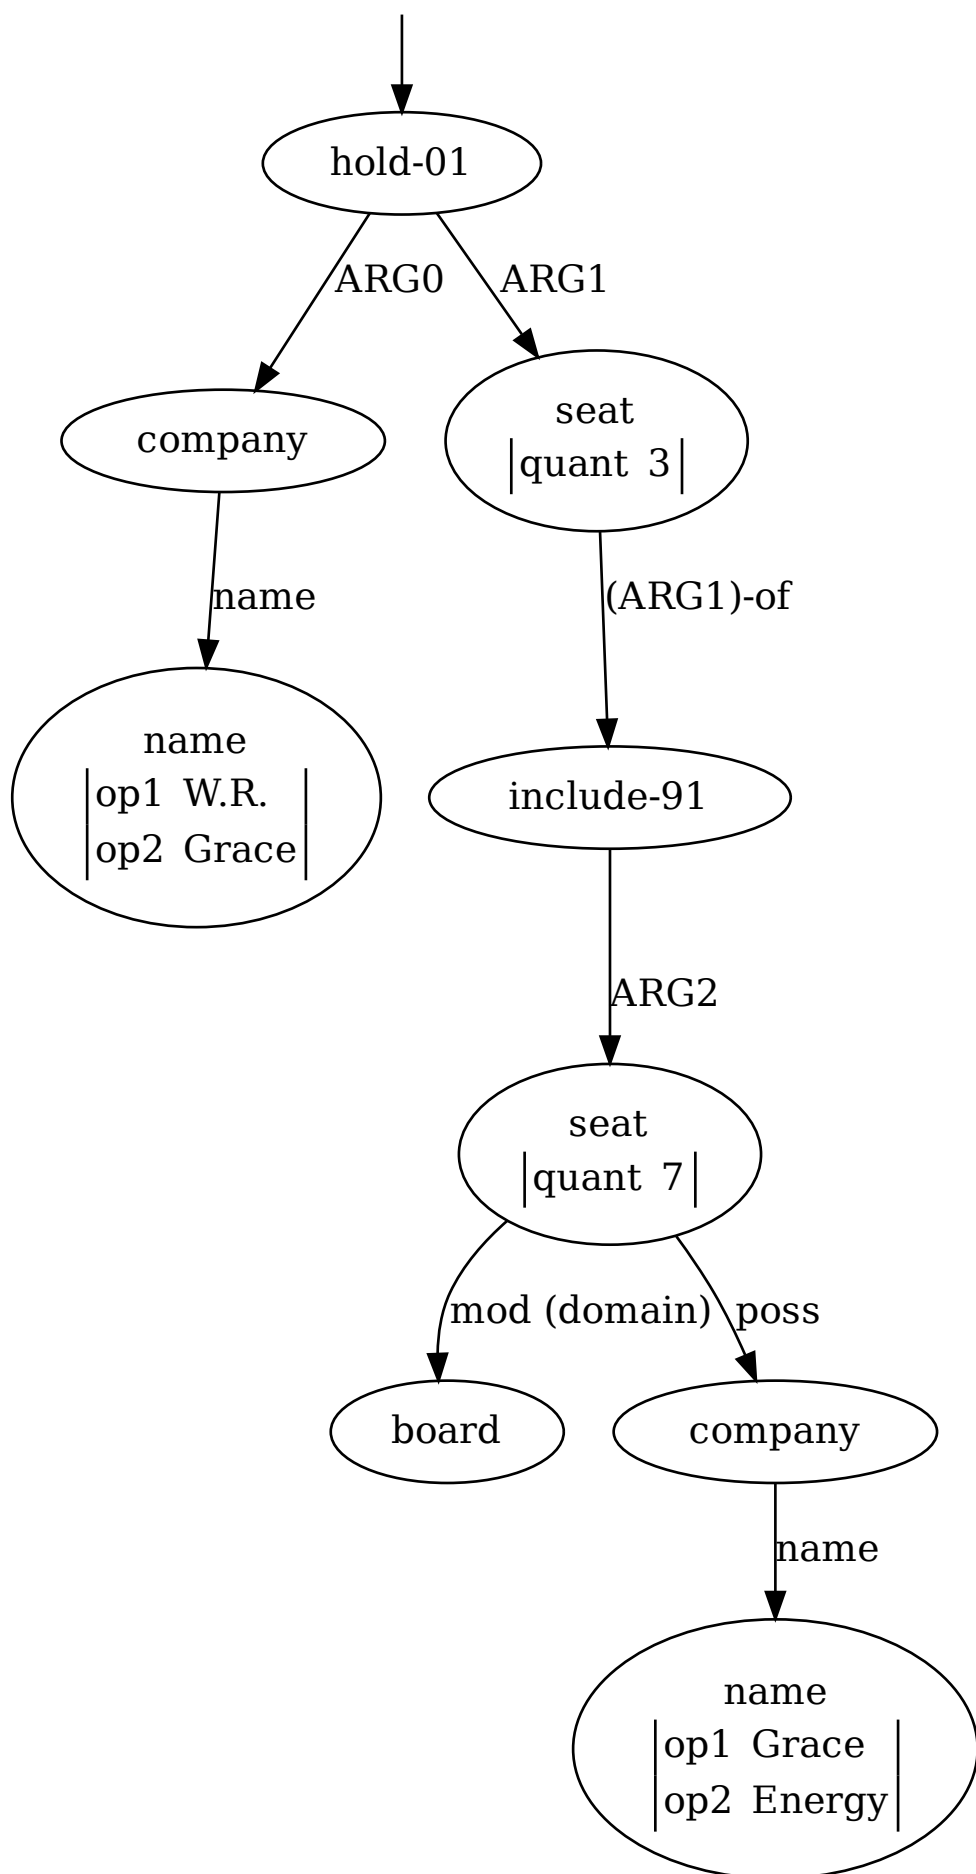 hold-01
ARG0
ARG1
company
seat
quant 3
name
(ARG1)-of
name
op1 W.R.
op2 Grace
include-91
ARG2
seat
quant 7
mod (domain)
poss
board
company
name
name
op1 Grace
op2 Energy